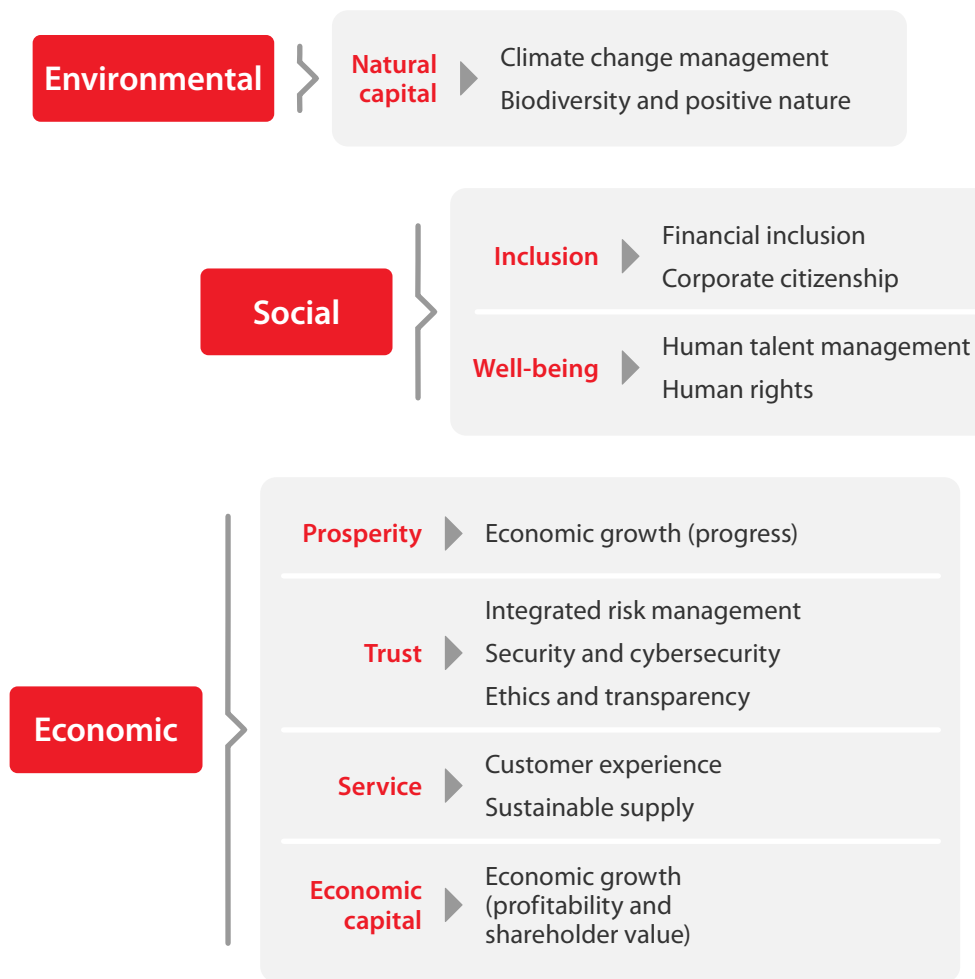 Environmental
Natural
capital
Climate change management
Biodiversity and positive nature
Social
Inclusion
Financial inclusion
Corporate citizenship
Well-being
Human talent management
Human rights
Economic
Prosperity
Economic growth (progress)
Trust
Integrated risk management
Security and cybersecurity
Ethics and transparency
Service
Customer experience
Sustainable supply
Economic
capital
Economic growth
(profitability and
shareholder value)